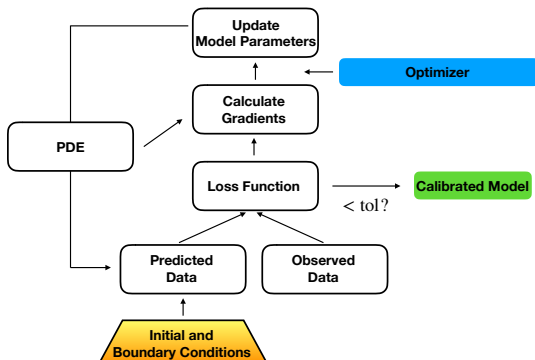 Update
Model Parameters
Optimizer
Calculate
Gradients
PDE
Loss Function
< tol?
Calibrated Model
Predicted
Data
Observed
Data
Initial and
Boundary Conditions